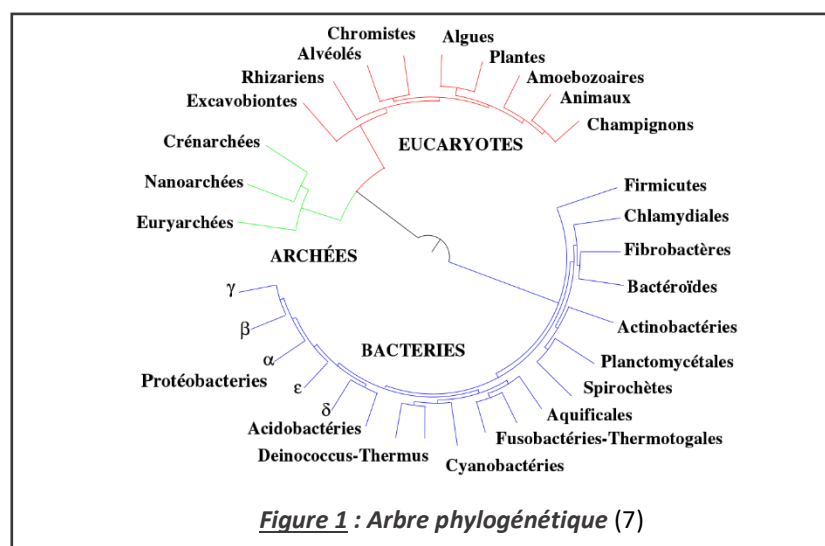 Chromistes
Algues
Alvéolés
Plantes
Rhizariens
Amoebozoaires
Excavobiontes
Animaux
Champignons
EUCARYOTES
Crénarchées
Nanoarchées
Euryarchées
ARCHÉES
Firmicutes
Chlamydiales
Fibrobactères
Bactéroïdes
Actinobactéries
Planctomycétales
Spirochètes
Aquificales
Fusobactéries-Thermotogales
Cyanobactéries
Deinococcus-Thermus
Acidobactéries
δ
ε
Protéobacteries
α
β
γ
BACTERIES
Figure 1 : Arbre phylogénétique (7)